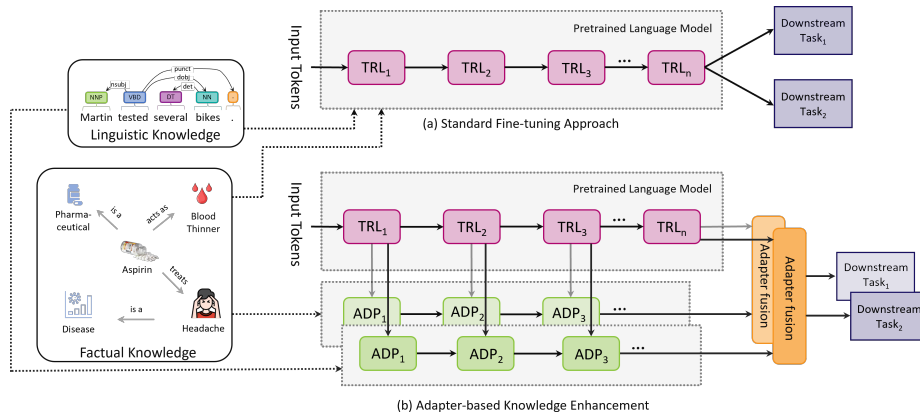 Pretrained Language Model
Input Tokens
TRL1
TRL2
TRL3
...
TRLn
Downstream
Task1
Downstream
Task2
(a) Standard Fine-tuning Approach
punct
dobj
nsubj
det
NNP
VBD
DT
NN
.
Martin tested several bikes .
Linguistic Knowledge
Pharma-
ceutical
is a
acts as
Blood
Thinner
Aspirin
treats
Disease
is a
Headache
Factual Knowledge
Pretrained Language Model
Input Tokens
TRL1
TRL2
TRL3
...
TRLn
ADP1
ADP2
ADP3
...
ADP1
ADP2
ADP3
...
Adapter fusion
Adapter fusion
Downstream
Task1
Downstream
Task2
(b) Adapter-based Knowledge Enhancement